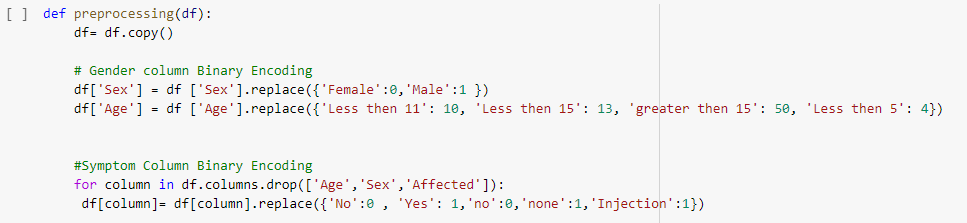 [ ] def preprocessing(df):
df= df.copy()
# Gender column Binary Encoding
df['Sex'] = df ['Sex'].replace({'Female':0,'Male':1 })
df['Age'] = df ['Age'].replace({'Less then 11': 10, 'Less then 15': 13, 'greater then 15': 50, 'Less then 5': 4})
#Symptom Column Binary Encoding
for column in df.columns.drop(['Age','Sex','Affected']):
df[column]= df[column].replace({'No':0 , 'Yes': 1,'no':0,'none':1,'Injection':1})